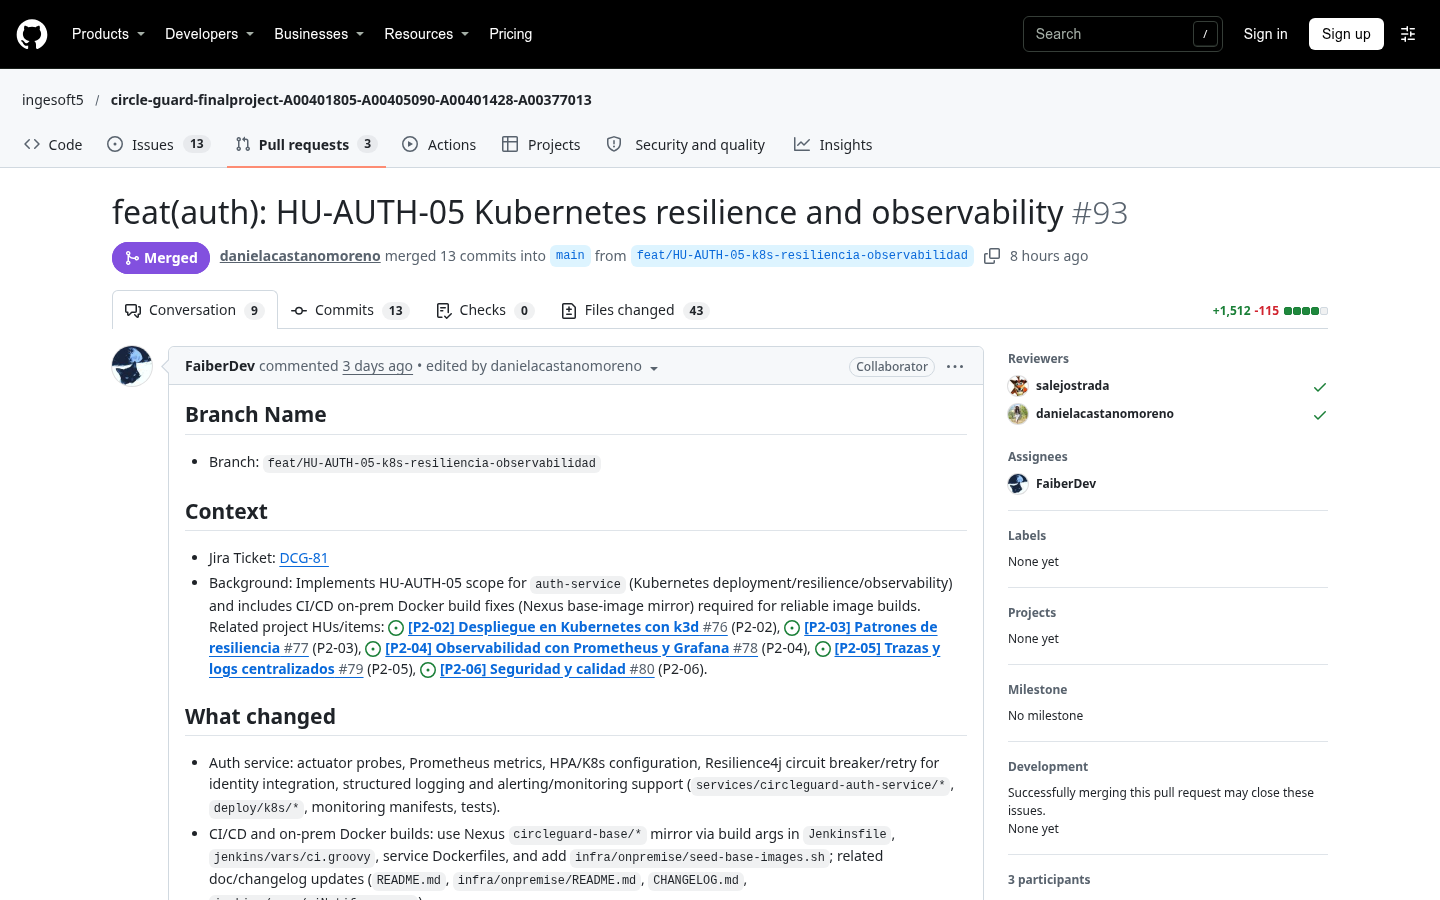 Products Developers Businesses Resources Pricing Search / Sign in Sign up
ingesoft5 / circle-guard-finalproject-A00401805-A00405090-A00401428-A00377013
Code Issues 13 Pull requests 3 Actions Projects Security and quality Insights
feat(auth): HU-AUTH-05 Kubernetes resilience and observability #93
Merged danielacastanomoreno merged 13 commits into main from feat/HU-AUTH-05-k8s-resiliencia-observabilidad 8 hours ago
Conversation 9 Commits 13 Checks 0 Files changed 43 +1,512 -115
FaiberDev commented 3 days ago • edited by danielacastanomoreno Collaborator
Branch Name
Branch: feat/HU-AUTH-05-k8s-resiliencia-observabilidad
Context
Jira Ticket: DCG-81
Background: Implements HU-AUTH-05 scope for auth-service (Kubernetes deployment/resilience/observability)
and includes CI/CD on-prem Docker build fixes (Nexus base-image mirror) required for reliable image builds.
Related project HUs/items: [P2-02] Despliegue en Kubernetes con k3d #76 (P2-02), [P2-03] Patrones de
resiliencia #77 (P2-03), [P2-04] Observabilidad con Prometheus y Grafana #78 (P2-04), [P2-05] Trazas y
logs centralizados #79 (P2-05), [P2-06] Seguridad y calidad #80 (P2-06).
What changed
Auth service: actuator probes, Prometheus metrics, HPA/K8s configuration, Resilience4j circuit breaker/retry for
identity integration, structured logging and alerting/monitoring support (services/circleguard-auth-service/*,
deploy/k8s/*, monitoring manifests, tests).
CI/CD and on-prem Docker builds: use Nexus circleguard-base/* mirror via build args in Jenkinsfile,
jenkins/vars/ci.groovy, service Dockerfiles, and add infra/onpremise/seed-base-images.sh; related
doc/changelog updates (README.md, infra/onpremise/README.md, CHANGELOG.md,
Reviewers
salejostrada
danielacastanomoreno
Assignees
FaiberDev
Labels
None yet
Projects
None yet
Milestone
No milestone
Development
Successfully merging this pull request may close these
issues.
None yet
3 participants